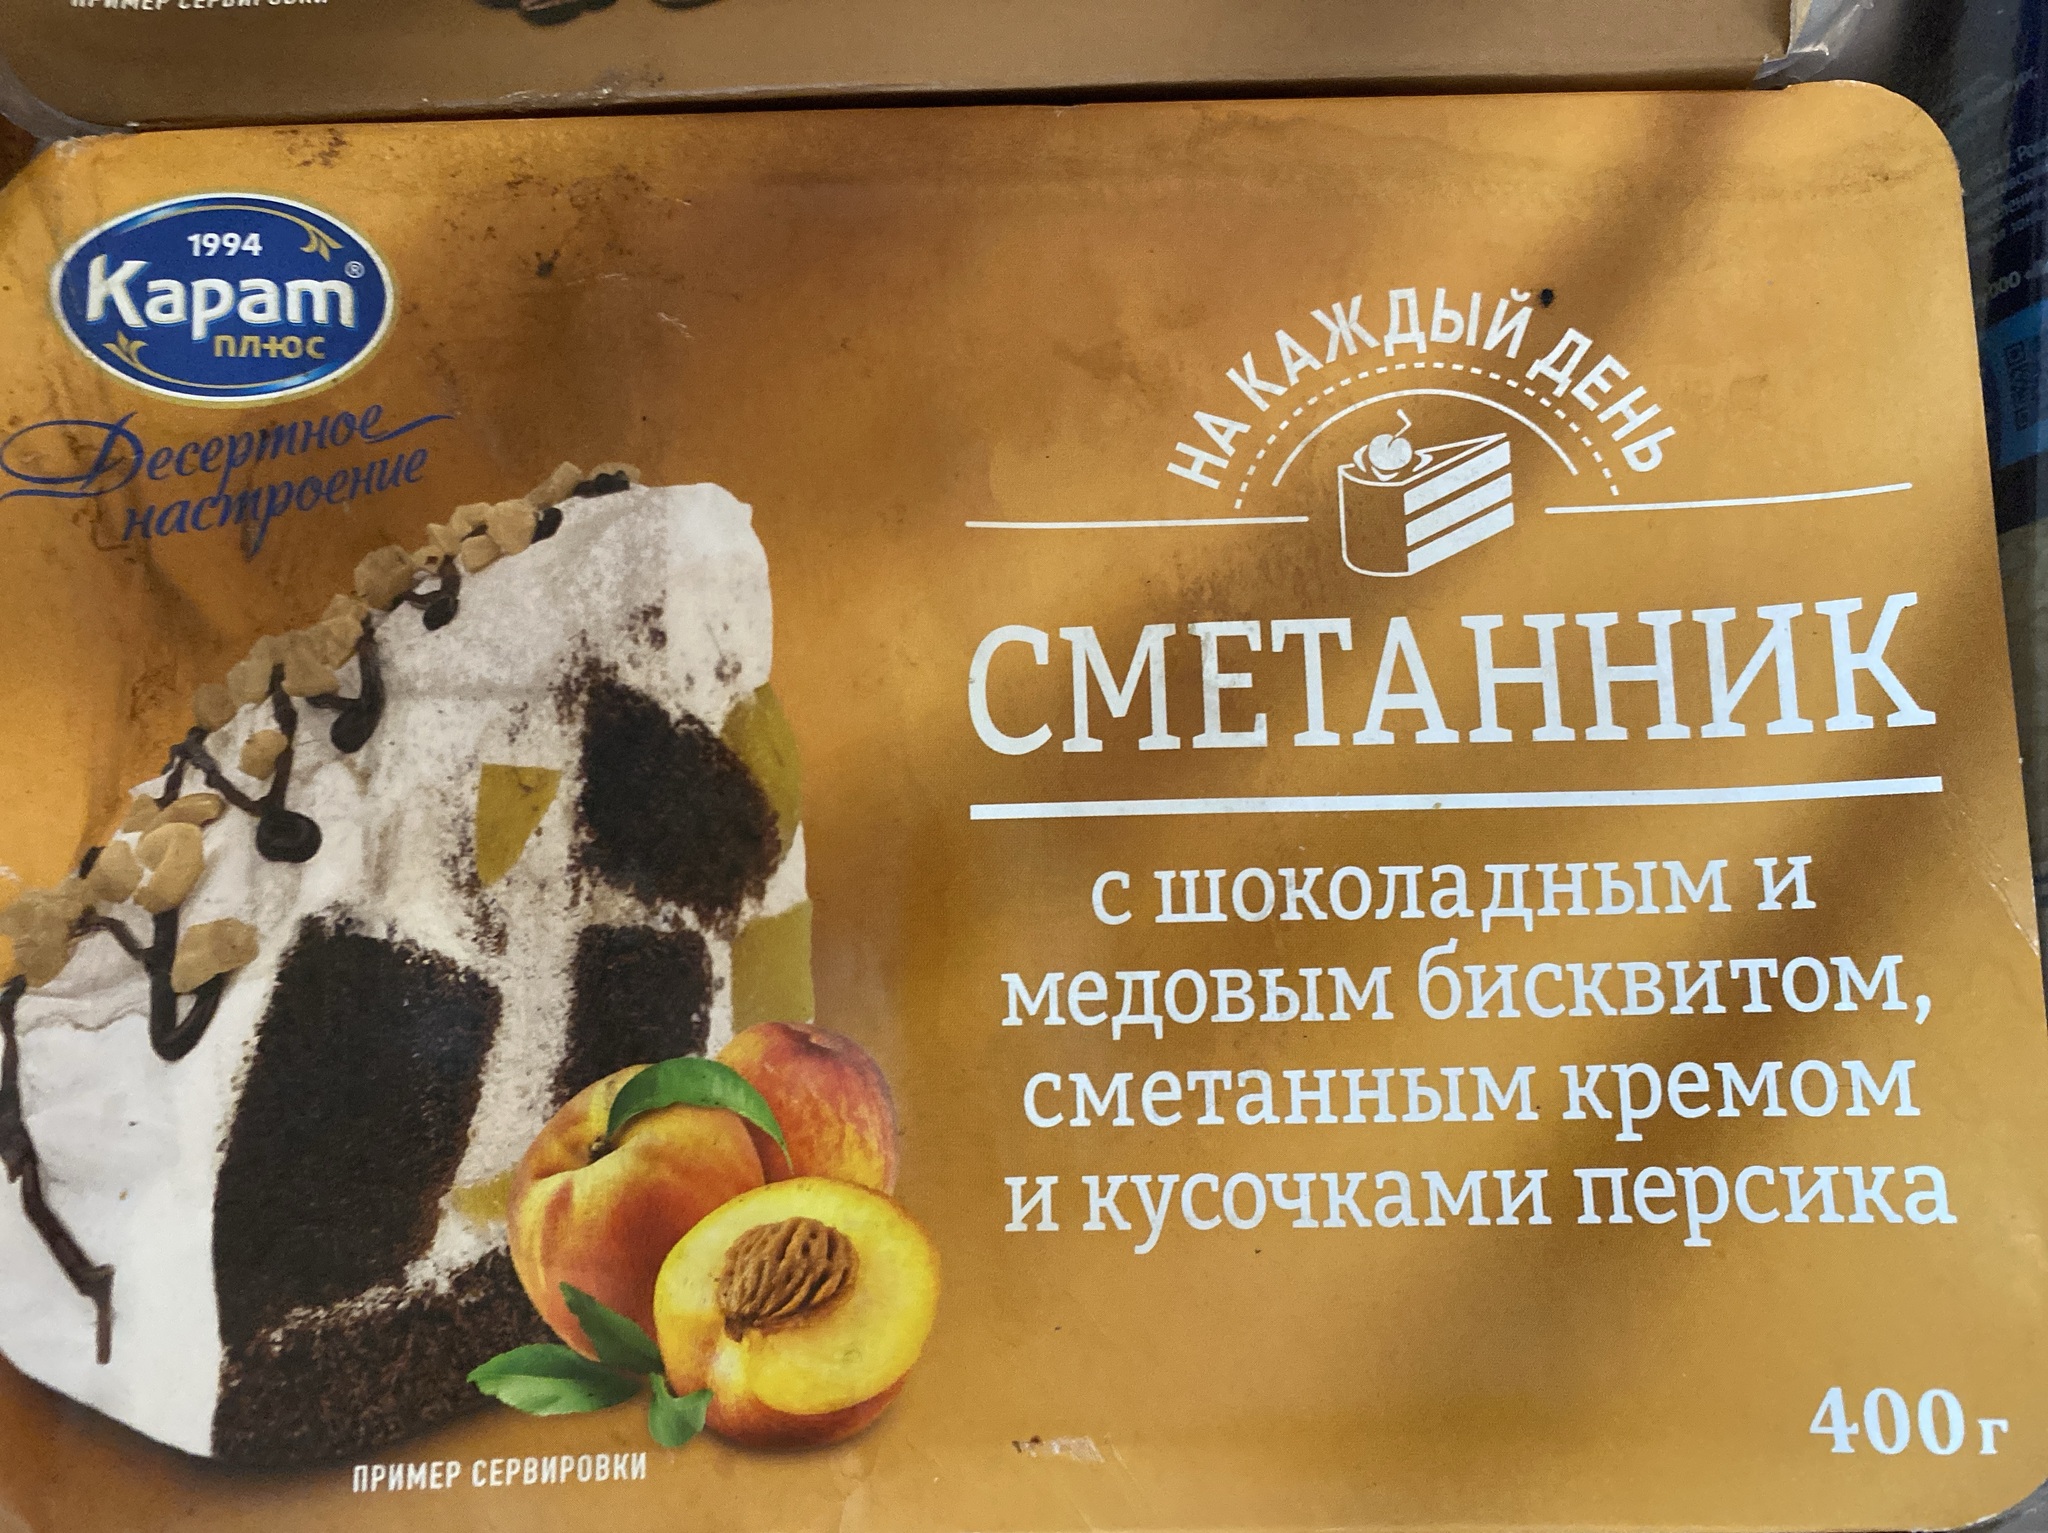 ПРИМЕР СЕРВИРОВКИ
1994
Карат®
ПЛЮС
Десертное
настроение
НА КАЖДЫЙ ДЕНЬ
СМЕТАННИК
с шоколадным и
медовым бисквитом,
сметанным кремом
и кусочками персика
400 г
ПРИМЕР СЕРВИРОВКИ